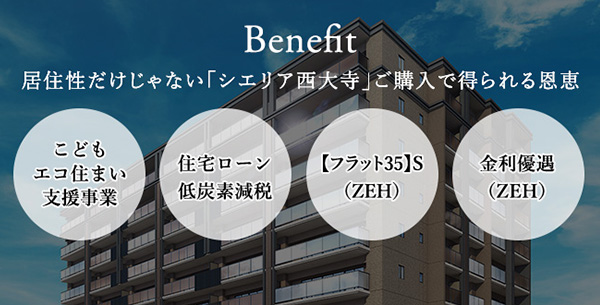 Benefit
居住性だけじゃない「シエリア西大寺」ご購入で得られる恩恵
こども
エコ住まい
支援事業
住宅ローン
低炭素減税
【フラット35】S
（ZEH）
金利優遇
（ZEH）